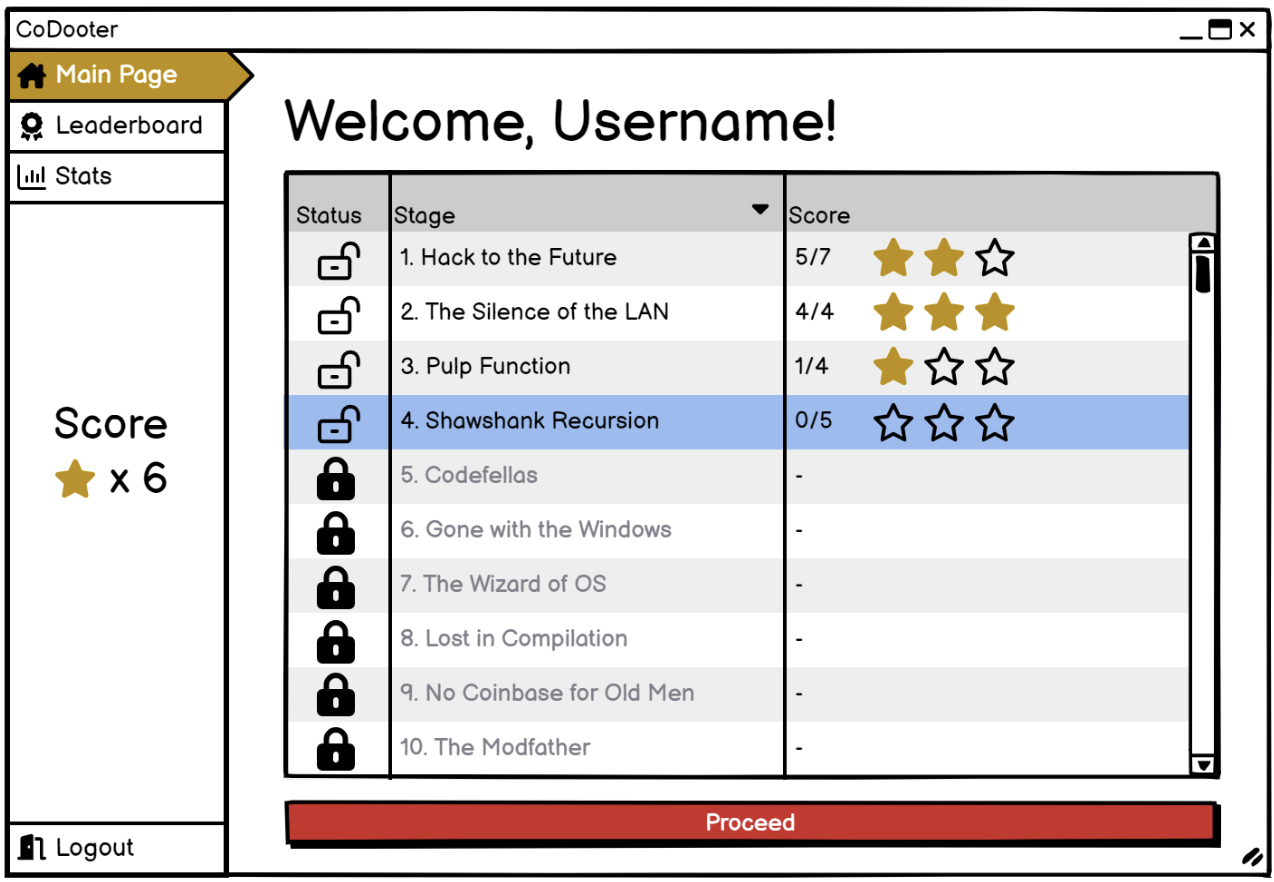 CoDooter
Main Page
Leaderboard
Stats
Score
x 6
Logout
Welcome, Username!
Status Stage Score
1. Hack to the Future 5/7
2. The Silence of the LAN 4/4
3. Pulp Function 1/4
4. Shawshank Recursion 0/5
5. Codefellas -
6. Gone with the Windows -
7. The Wizard of OS -
8. Lost in Compilation -
9. No Coinbase for Old Men -
10. The Modfather -
Proceed